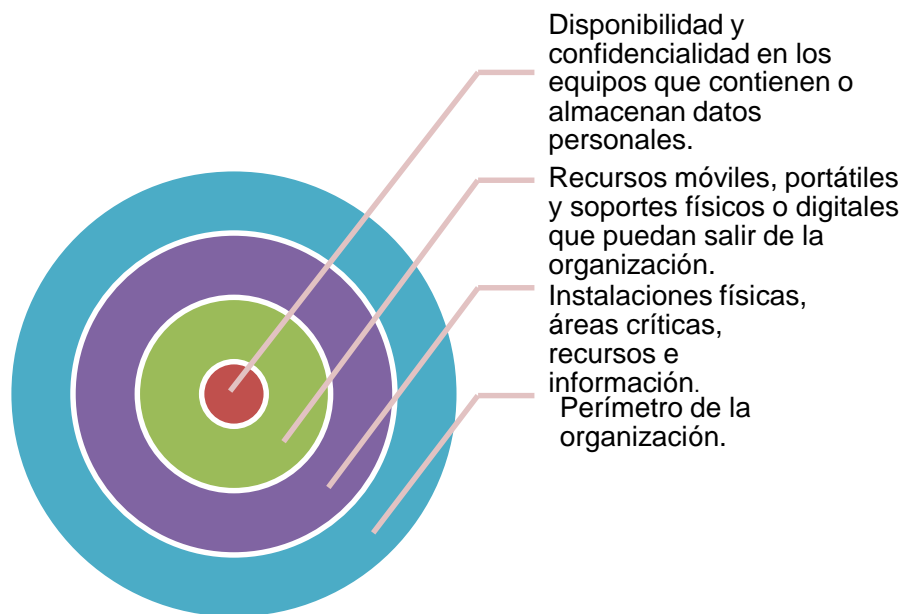 Disponibilidad y
confidencialidad en los
equipos que contienen o
almacenan datos
personales.
Recursos móviles, portátiles
y soportes físicos o digitales
que puedan salir de la
organización.
Instalaciones físicas,
áreas críticas,
recursos e
información.
Perímetro de la
organización.